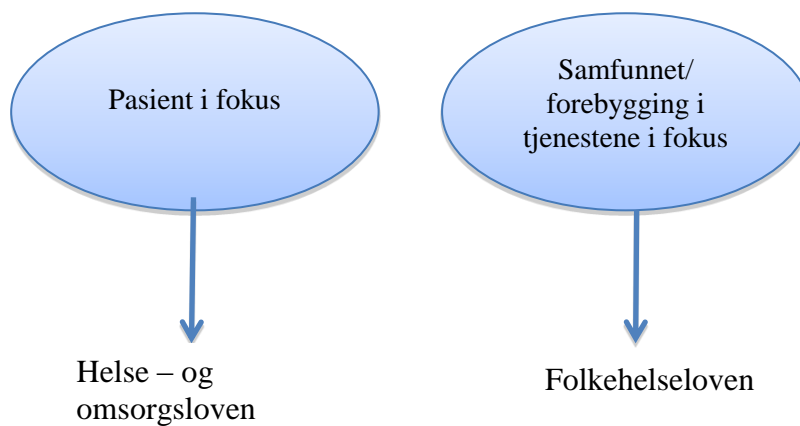 Pasient i fokus
Samfunnet/
forebygging i
tjenestene i fokus
Helse – og
omsorgsloven
Folkehelseloven